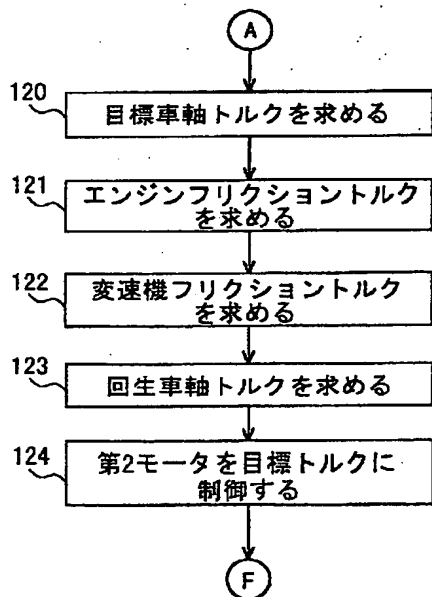 A
120
目標車軸トルクを求める
121
エンジンフリクショントルク
を求める
122
変速機フリクショントルク
を求める
123
回生車軸トルクを求める
124
第2モータを目標トルクに
制御する
F